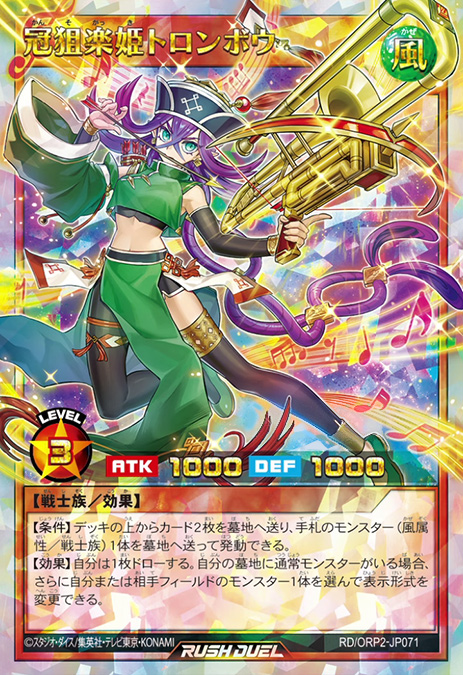 冠狙楽姫トロンボウ
風
LEVEL
3
ATK 1000 DEF 1000
【戦士族/効果】
【条件】デッキの上からカード2枚を墓地へ送り、手札のモンスター(風属
性/戦士族)1体を墓地へ送って発動できる。
【効果】自分は1枚ドローする。自分の墓地に通常モンスターがいる場合、
さらに自分または相手フィールドのモンスター1体を選んで表示形式を
変更できる。
©スタジオ・ダイス/集英社・テレビ東京・KONAMI
RUSH DUEL
RD/ORP2-JP071